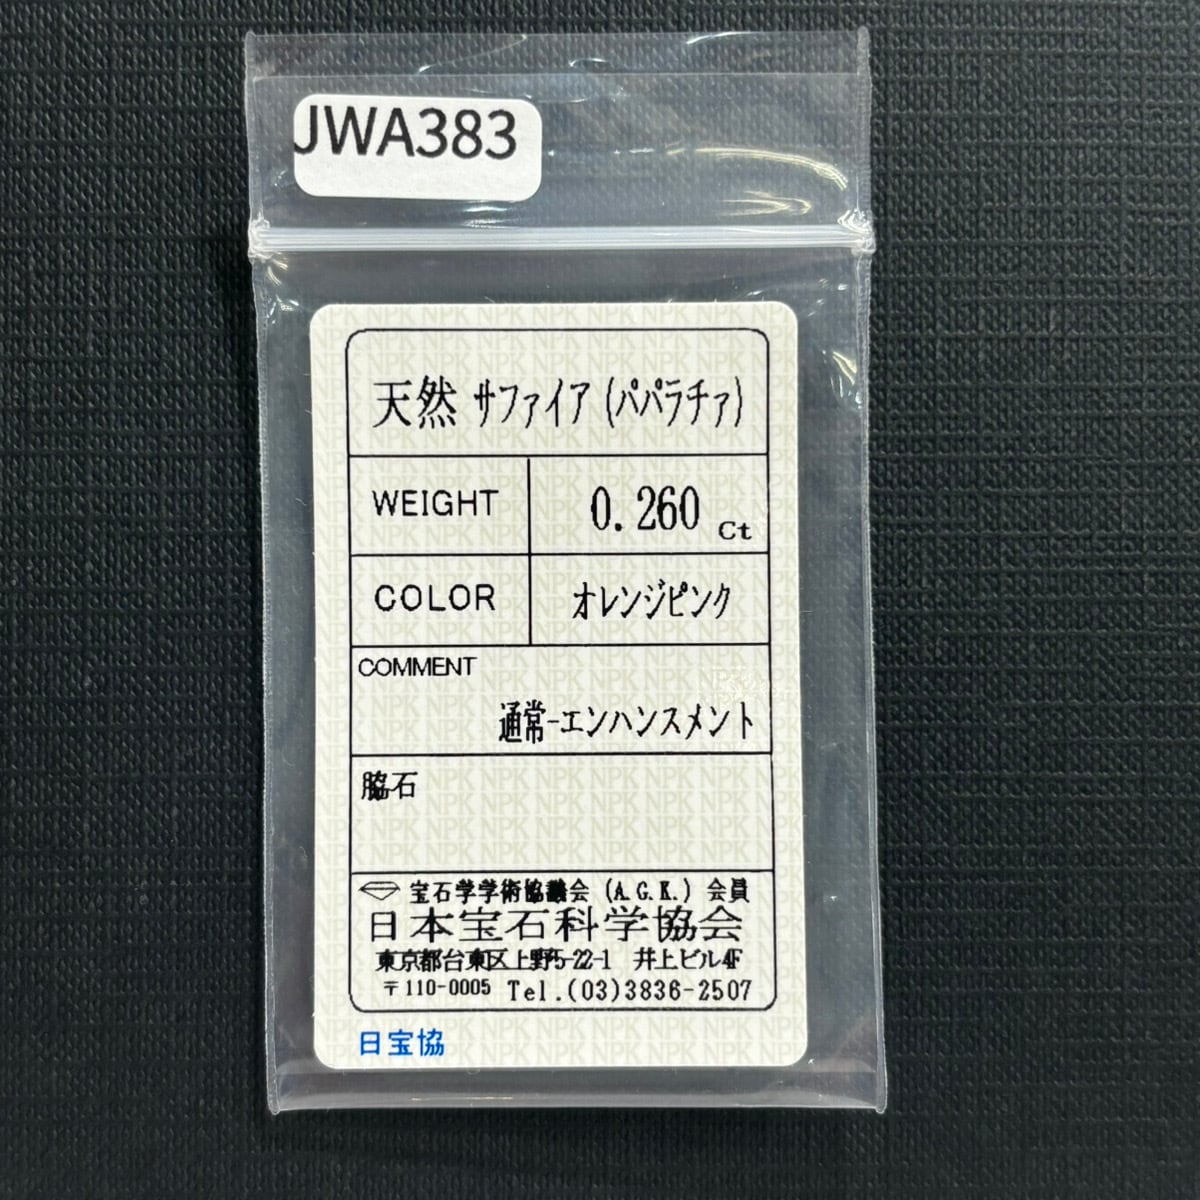 JWA383
天然 サファイア (パパラチァ)
WEIGHT 0.260 Ct
COLOR オレンジピンク
COMMENT
通常-エンハンスメント
脇石
宝石学学術協議会 (A.G.K.) 会員
日本宝石科学協会
東京都台東区上野5-22-1 井上ビル4F
〒110-0005 Tel.(03)3836-2507
日宝協